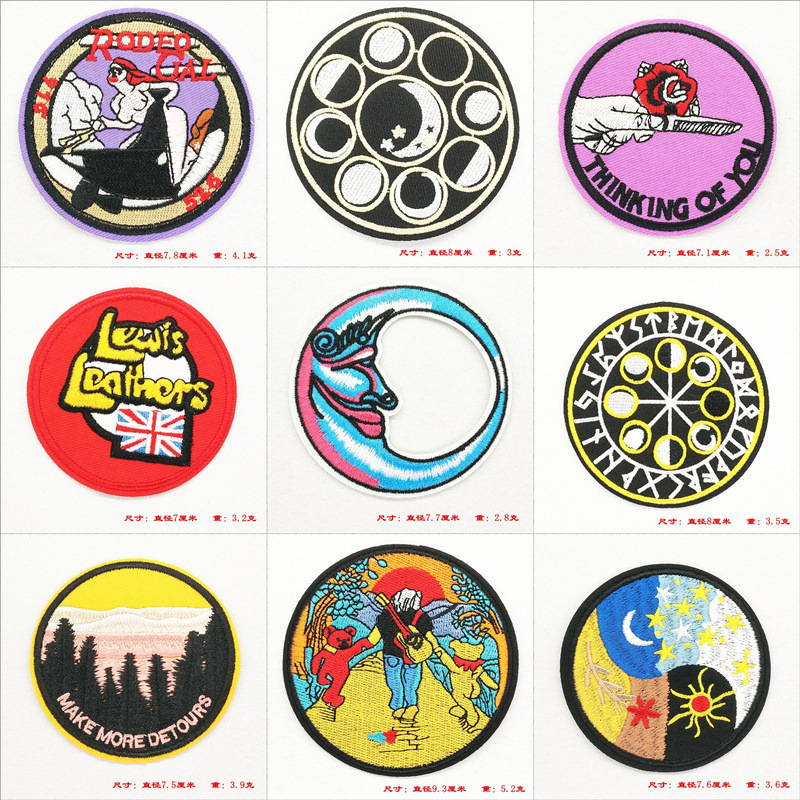 RODEO
GAL
91.6
52.6
尺寸：直径7.8厘米 重：4.1克
尺寸：直径8厘米 重：3克
THINKING OF YOU
尺寸：直径7.1厘米 重：2.5克
Lewis
Leathers
尺寸：直径7厘米 重：3.2克
尺寸：直径7.7厘米 重：2.8克
尺寸：直径8厘米 重：3.5克
MAKE MORE DETOURS
尺寸：直径7.5厘米 重：3.9克
尺寸：直径9.3厘米 重：5.2克
尺寸：直径7.6厘米 重：3.6克